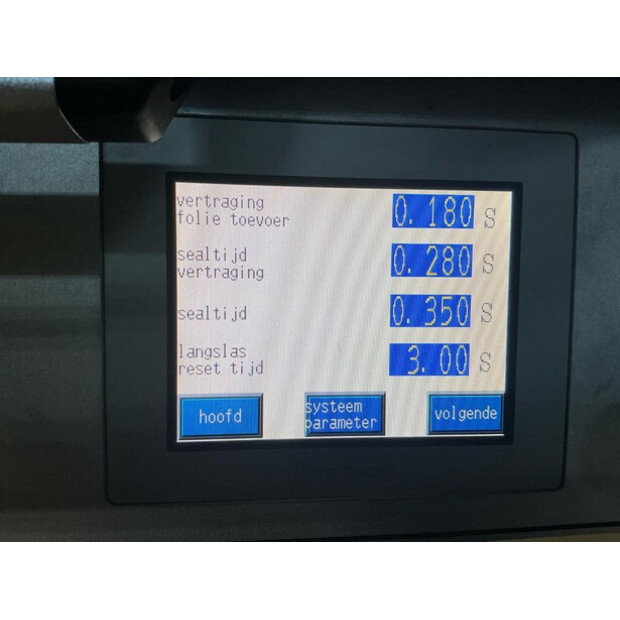 vertraging
folie toevoer 0.180 S
sealtijd
vertraging 0.280 S
sealtijd 0.350 S
langslas
reset tijd 3.00 S
hoofd
systeem
parameter
volgende